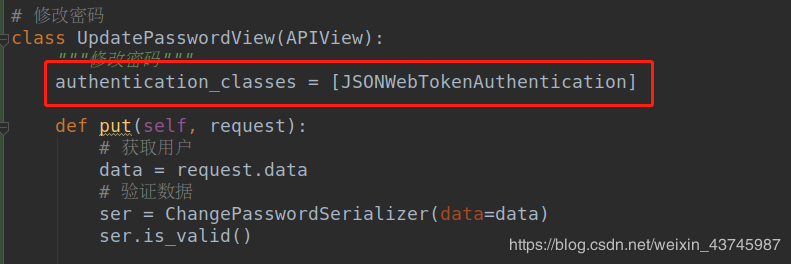 # 修改密码
class UpdatePasswordView(APIView):
"""修改密码"""
authentication_classes = [JSONWebTokenAuthentication]
def put(self, request):
# 获取用户
data = request.data
# 验证数据
ser = ChangePasswordSerializer(data=data)
ser.is_valid()
https://blog.csdn.net/weixin_43745987